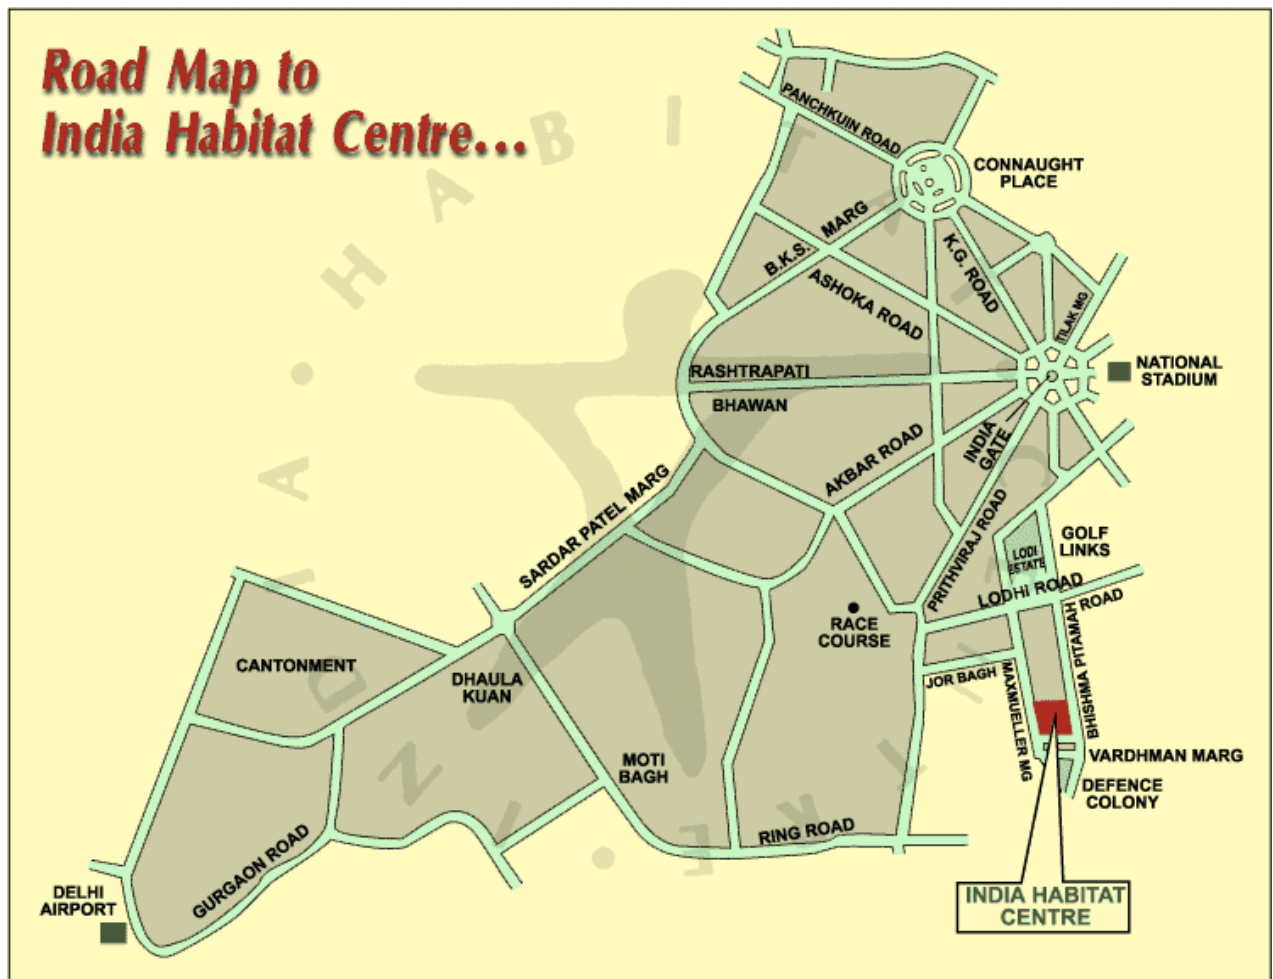 Road Map to
India Habitat Centre...
INDIA HABITAT CENTRE
PANCHKUIN ROAD
CONNAUGHT
PLACE
B.K.S. MARG
K.G. ROAD
ASHOKA ROAD
TILAK MG
NATIONAL
STADIUM
RASHTRAPATI
BHAWAN
INDIA
GATE
AKBAR ROAD
SARDAR PATEL MARG
PRITHVIRAJ ROAD
GOLF
LINKS
LODI
ESTATE
LODHI ROAD
RACE
COURSE
BHISHMA PITAMAH ROAD
CANTONMENT
DHAULA
KUAN
JOR BAGH
MAXMUELLER MG
MOTI
BAGH
VARDHMAN MARG
DEFENCE
COLONY
RING ROAD
GURGAON ROAD
DELHI
AIRPORT
INDIA HABITAT
CENTRE